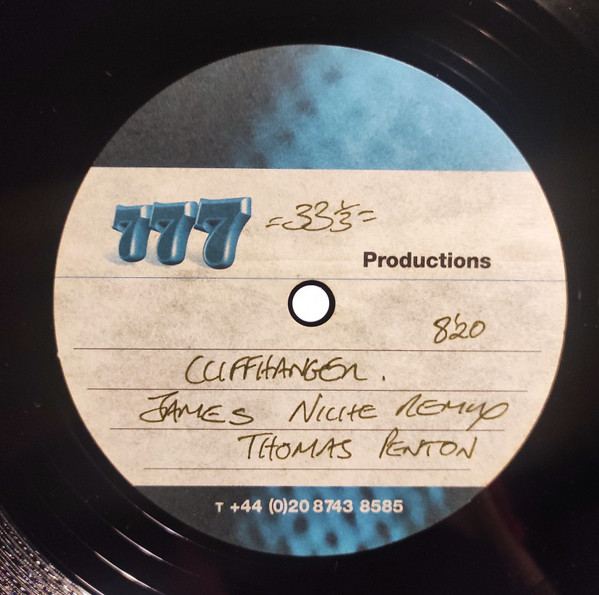 777 =33⅓=
Productions
8'20
CLIFFHANGER.
JAMES NICHE REMIX
THOMAS PENTON
T +44 (0)20 8743 8585